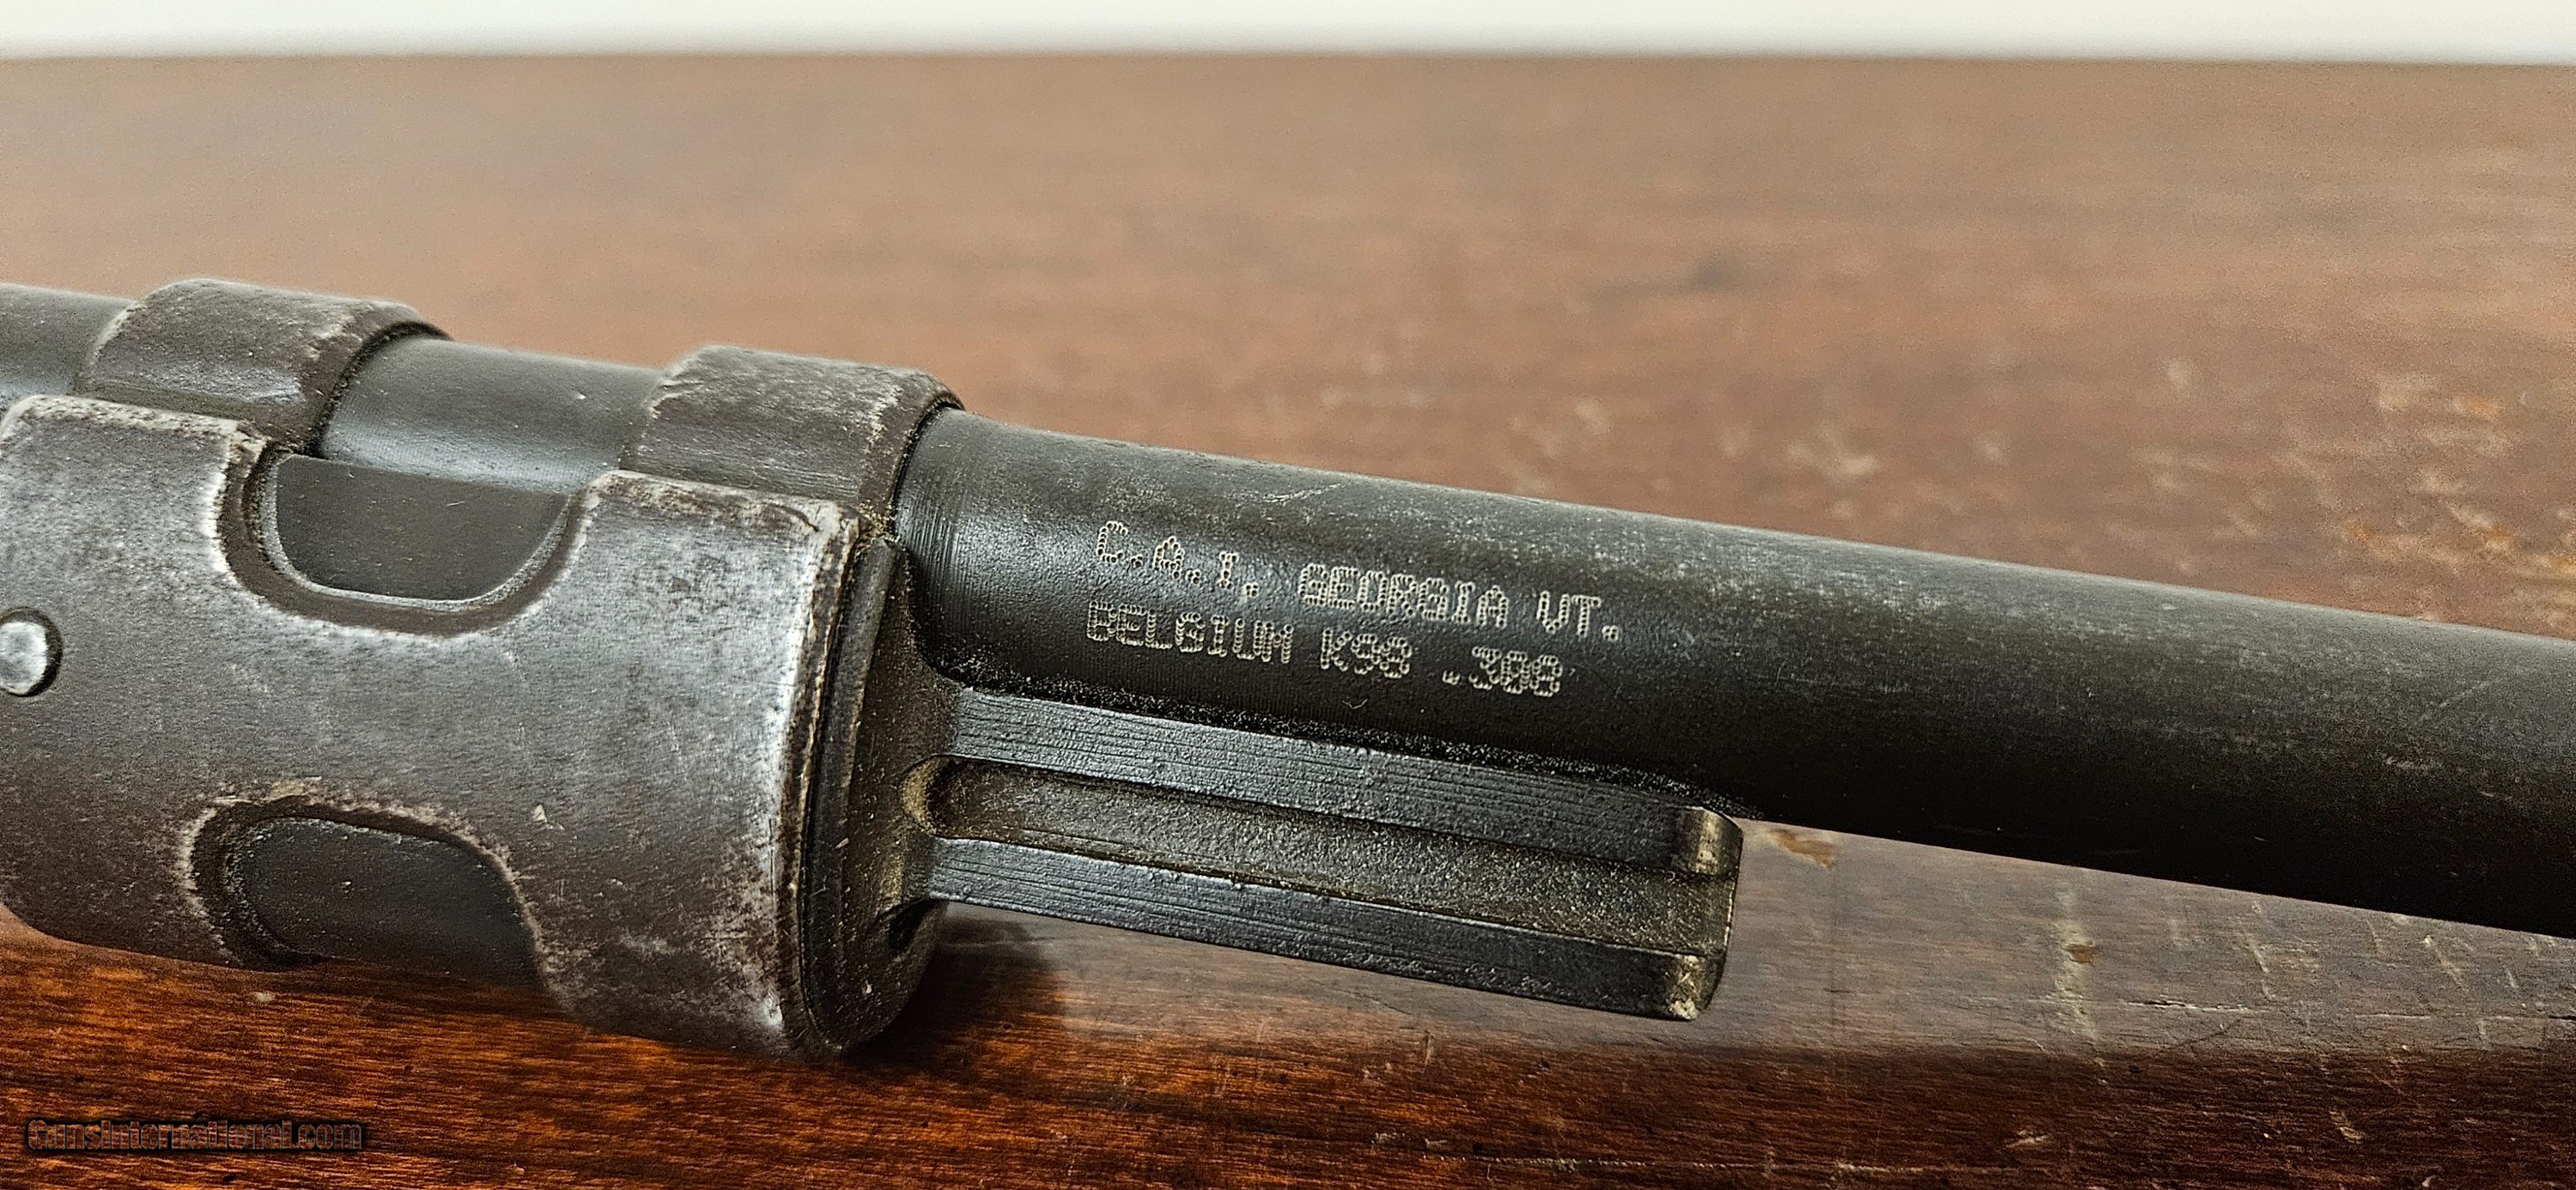 C.A.I, GEORGIA VT.
BELGIUM K98 .308
GunsInternational.com